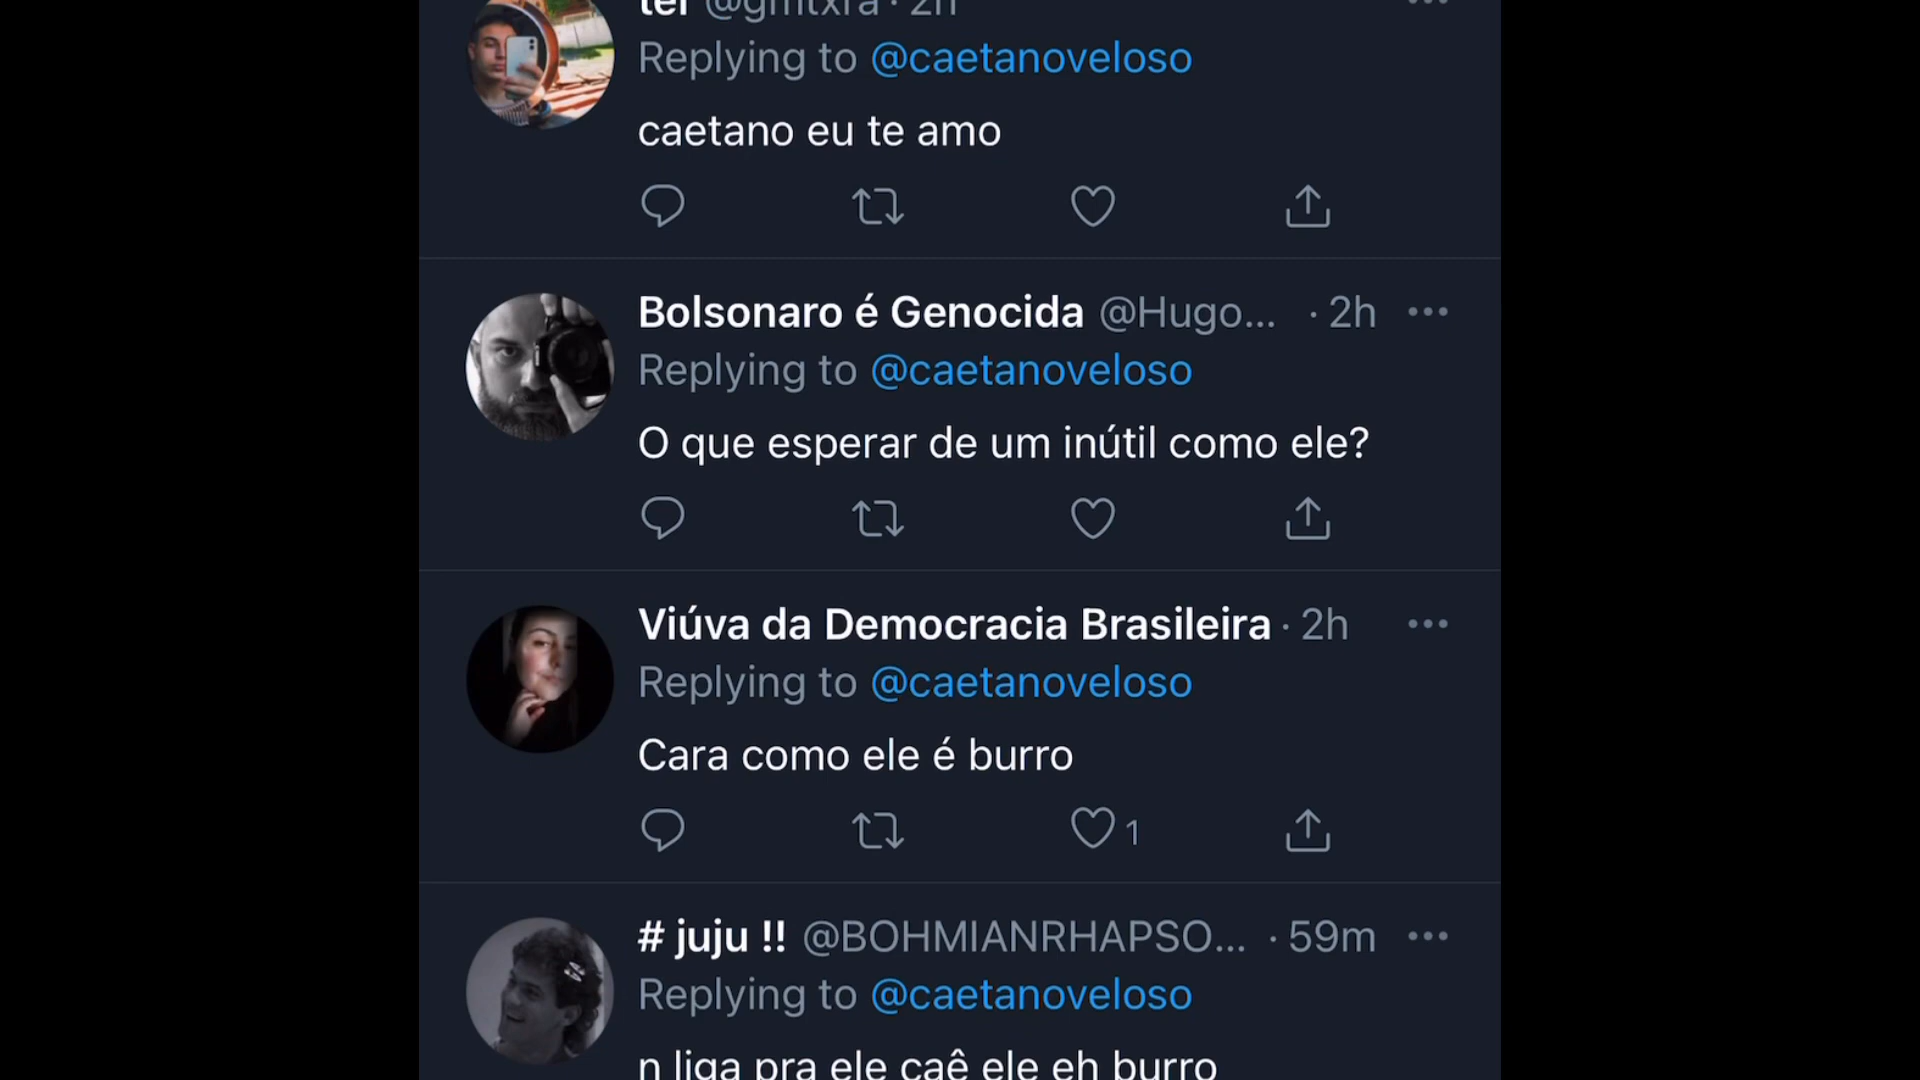 @gmtxra · 2h
Replying to @caetanoveloso
caetano eu te amo
Bolsonaro é Genocida @Hugo... · 2h
Replying to @caetanoveloso
O que esperar de um inútil como ele?
Viúva da Democracia Brasileira · 2h
Replying to @caetanoveloso
Cara como ele é burro
1
# juju !! @BOHMIANRHAPSO... · 59m
Replying to @caetanoveloso
n liga pra ele caê ele eh burro